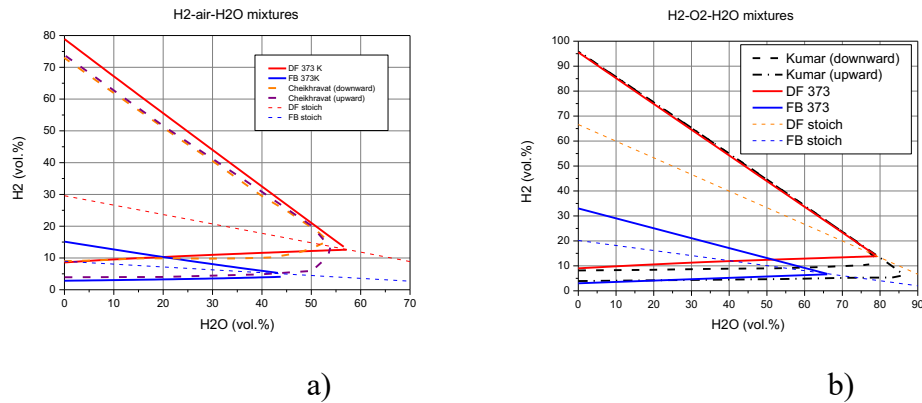 H2-air-H2O mixtures
80
70
60
50
40
30
20
10
0
H2 (vol.%)
DF 373 K
FB 373K
Cheikhravat (downward)
Cheikhravat (upward)
DF stoich
FB stoich
0 10 20 30 40 50 60 70
H2O (vol.%)
a)
H2-O2-H2O mixtures
100
90
80
70
60
50
40
30
20
10
0
H2 (vol.%)
Kumar (downward)
Kumar (upward)
DF 373
FB 373
DF stoich
FB stoich
0 10 20 30 40 50 60 70 80 90
H2O (vol.%)
b)